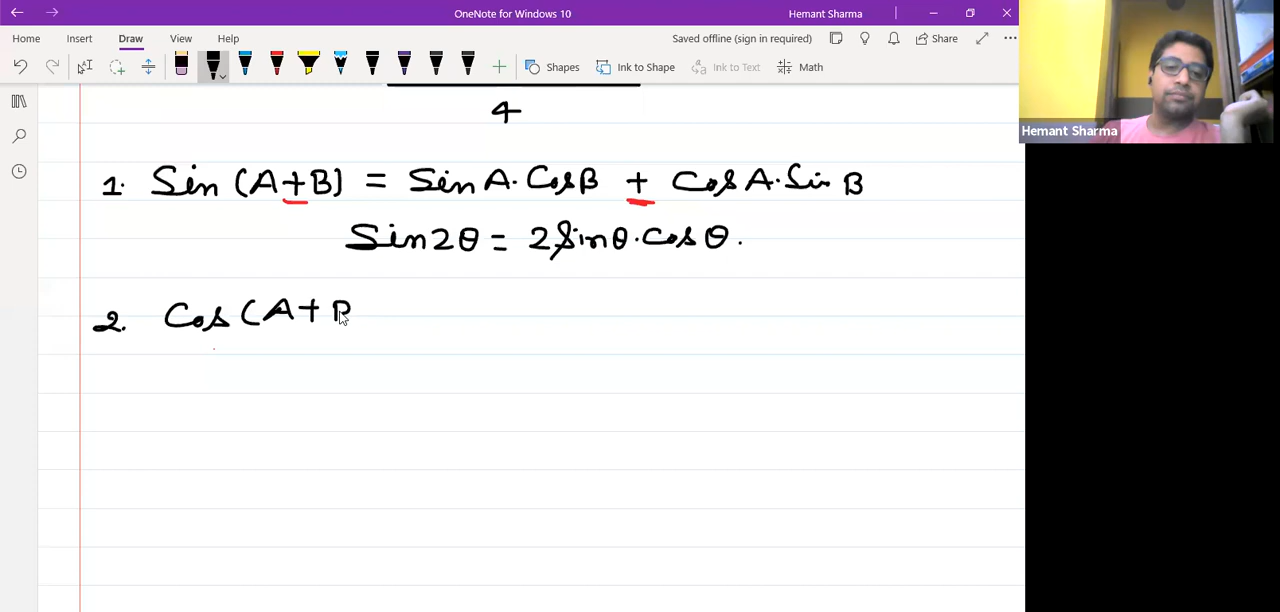 OneNote for Windows 10
Hemant Sharma
Home Insert Draw View Help
Saved offline (sign in required)
Share
Shapes
Ink to Shape
Ink to Text
Math
Hemant Sharma
4
1. Sin (A+B) = Sin A. Cos B + Cos A. Sin B
Sin 2θ = 2 Sin θ. Cos θ.
2. Cos (A+B